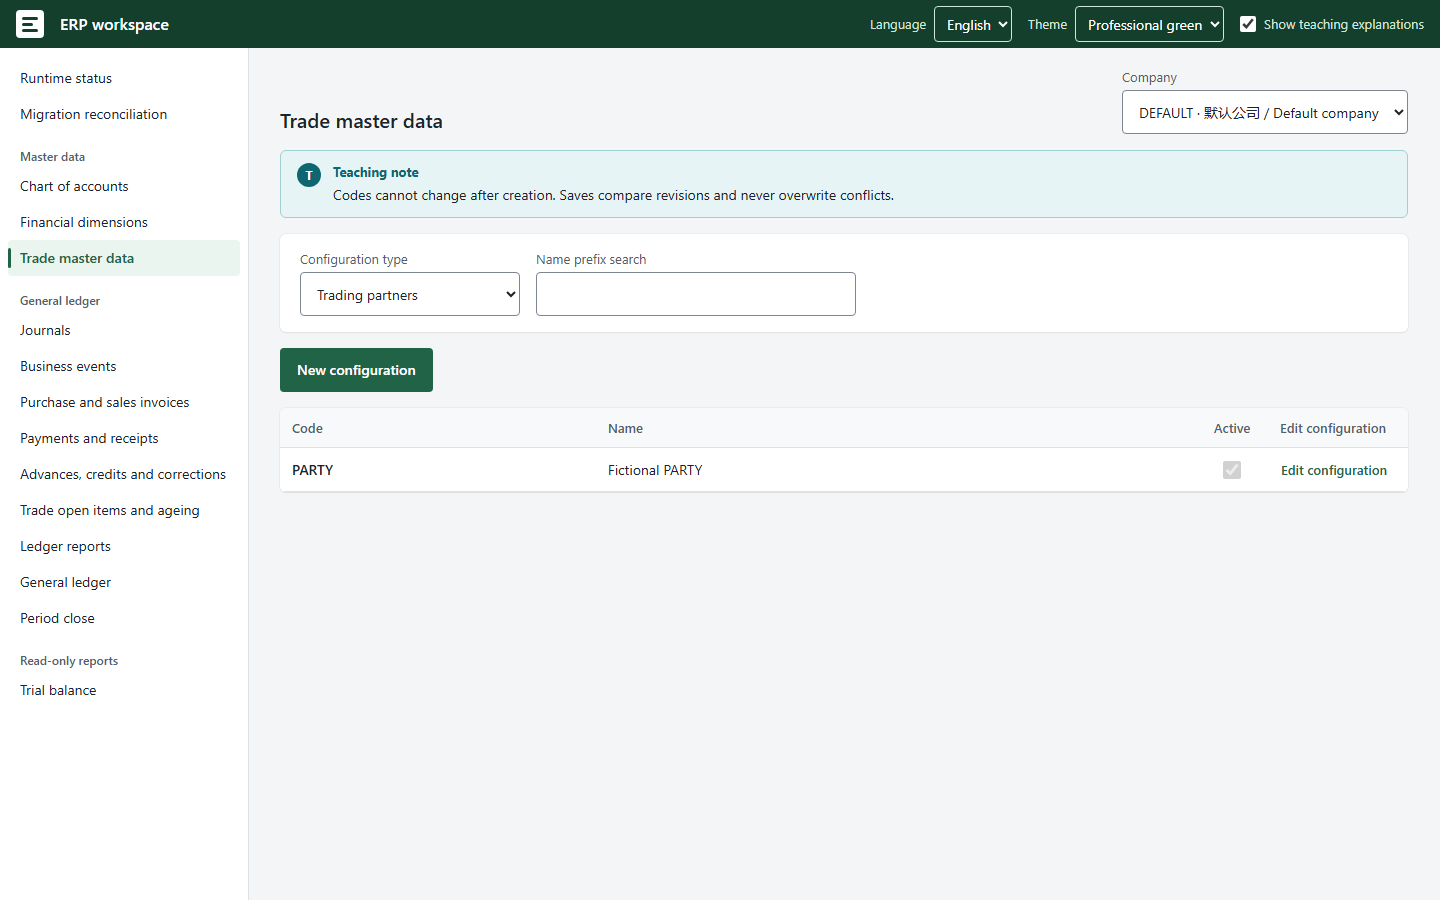 ERP workspace
Language English Theme Professional green Show teaching explanations
Runtime status
Migration reconciliation
Master data
Chart of accounts
Financial dimensions
Trade master data
General ledger
Journals
Business events
Purchase and sales invoices
Payments and receipts
Advances, credits and corrections
Trade open items and ageing
Ledger reports
General ledger
Period close
Read-only reports
Trial balance
Company
Trade master data
DEFAULT · 默认公司 / Default company
T
Teaching note
Codes cannot change after creation. Saves compare revisions and never overwrite conflicts.
Configuration type Name prefix search
Trading partners
New configuration
Code Name Active Edit configuration
PARTY Fictional PARTY Edit configuration